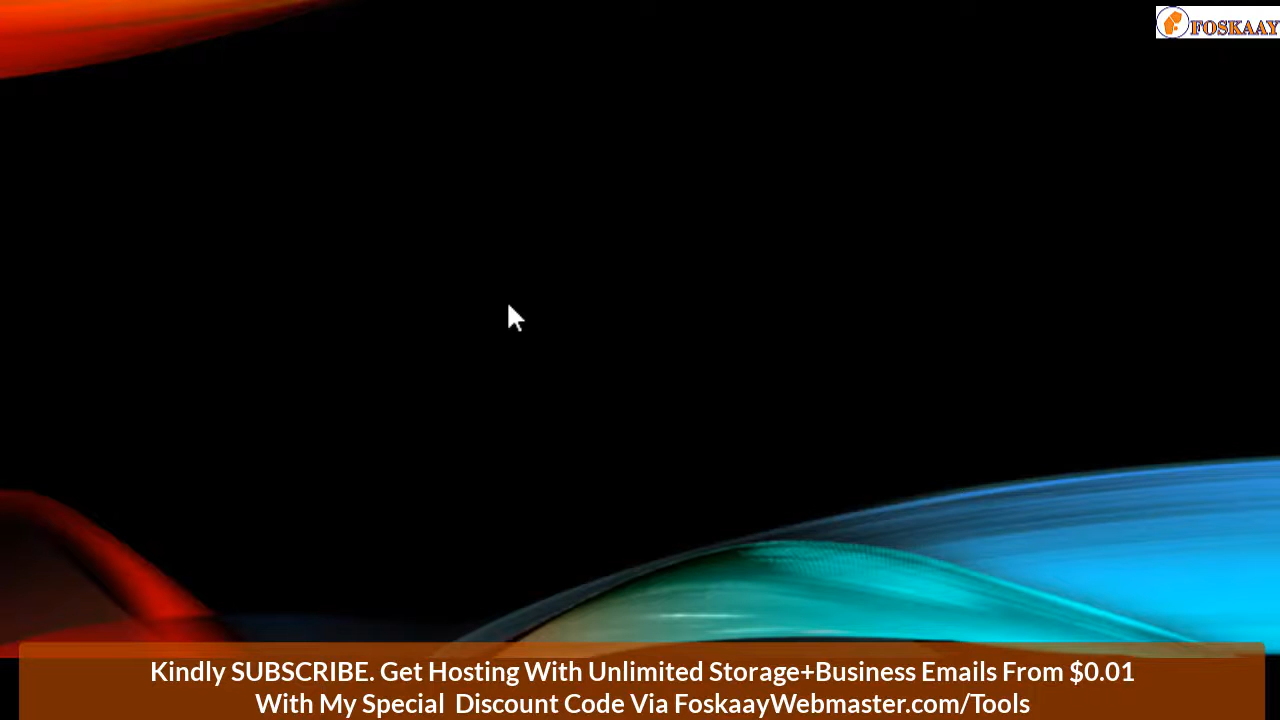 FOSKAAY
Kindly SUBSCRIBE. Get Hosting With Unlimited Storage+Business Emails From $0.01
With My Special Discount Code Via FoskaayWebmaster.com/Tools